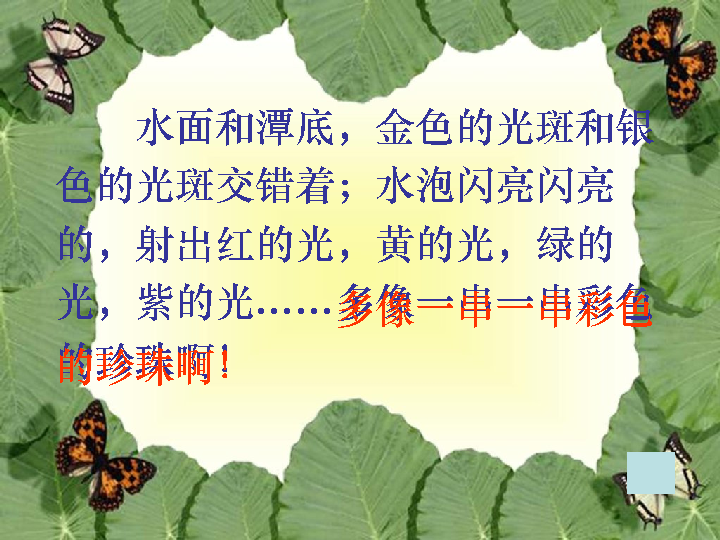 水面和潭底，金色的光斑和银
色的光斑交错着；水泡闪亮闪亮
的，射出红的光，黄的光，绿的
光，紫的光……多像一串一串彩色
的珍珠啊！